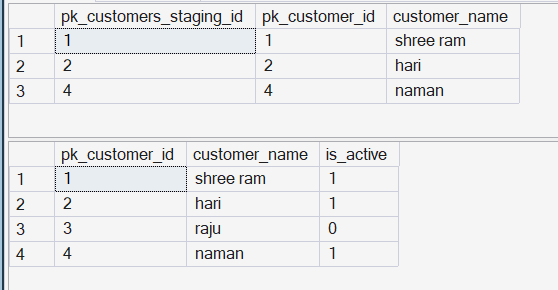 pk_customers_staging_id pk_customer_id customer_name
1 1 1 shree ram
2 2 2 hari
3 4 4 naman
pk_customer_id customer_name is_active
1 1 shree ram 1
2 2 hari 1
3 3 raju 0
4 4 naman 1